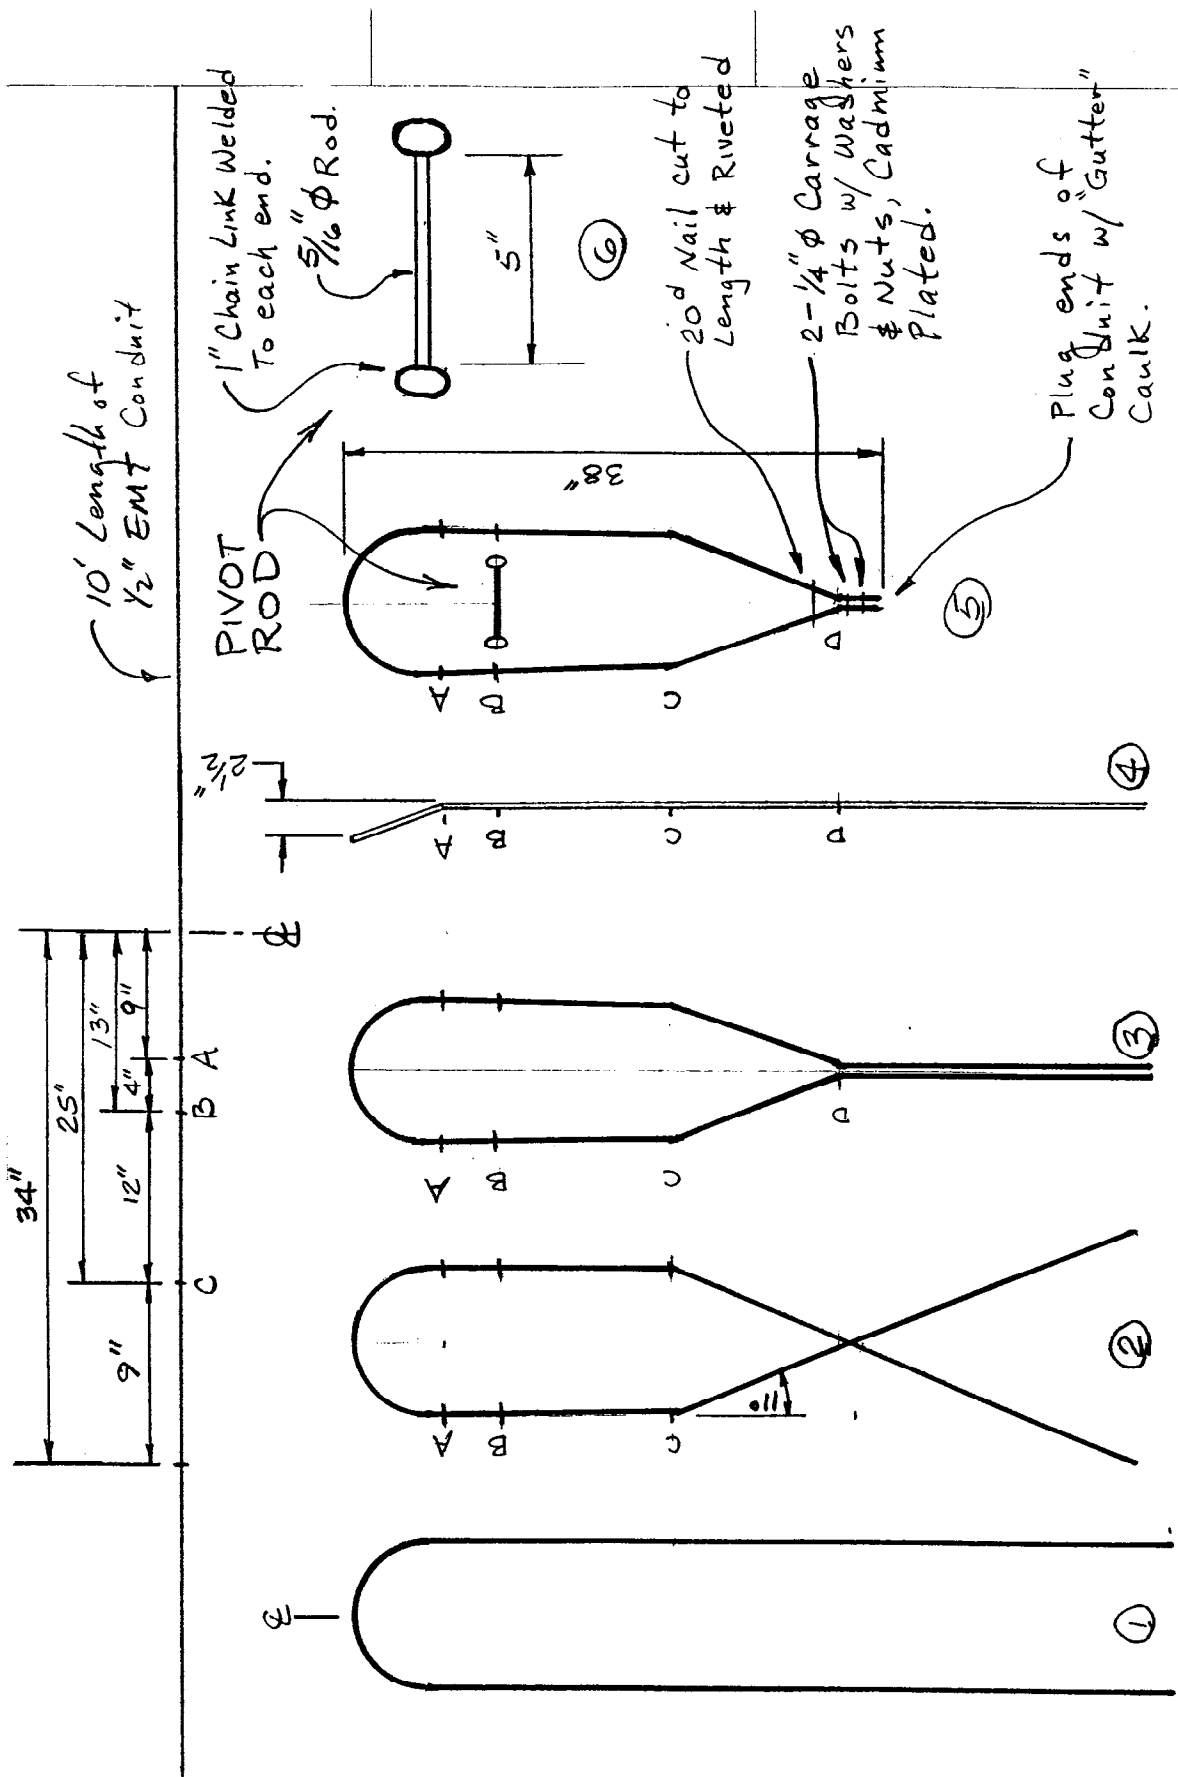 10' Length of
1/2" EMT Conduit
34"
25"
13"
9"
12"
4"
9"
C
B
A
℄
℄
①
A
B
C
11°
②
A
B
C
D
③
2 1/2"
A
B
C
D
④
PIVOT
ROD
A
B
C
D
38"
⑤
1" Chain Link Welded
To each end.
5/16" Ø Rod.
5"
⑥
20d Nail cut to
Length & Riveted
2-1/4" Ø Carrage
Bolts w/ Washers
& Nuts, Cadmium
Plated.
Plug ends of
Conduit w/ "Gutter"
Caulk.